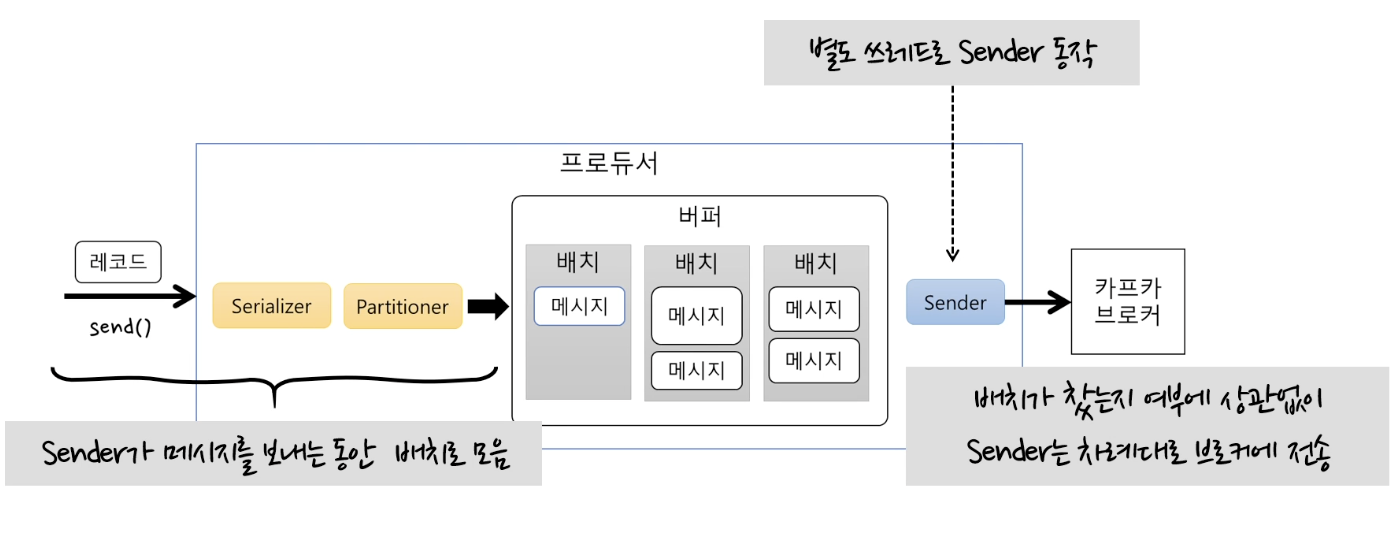 별도 쓰레드로 Sender 동작
프로듀서
버퍼
레코드
send()
Serializer
Partitioner
배치
메시지
배치
메시지
메시지
배치
메시지
메시지
Sender
카프카
브로커
Sender가 메시지를 보내는 동안 배치로 모음
배치가 찼는지 여부에 상관없이
Sender는 차례대로 브로커에 전송